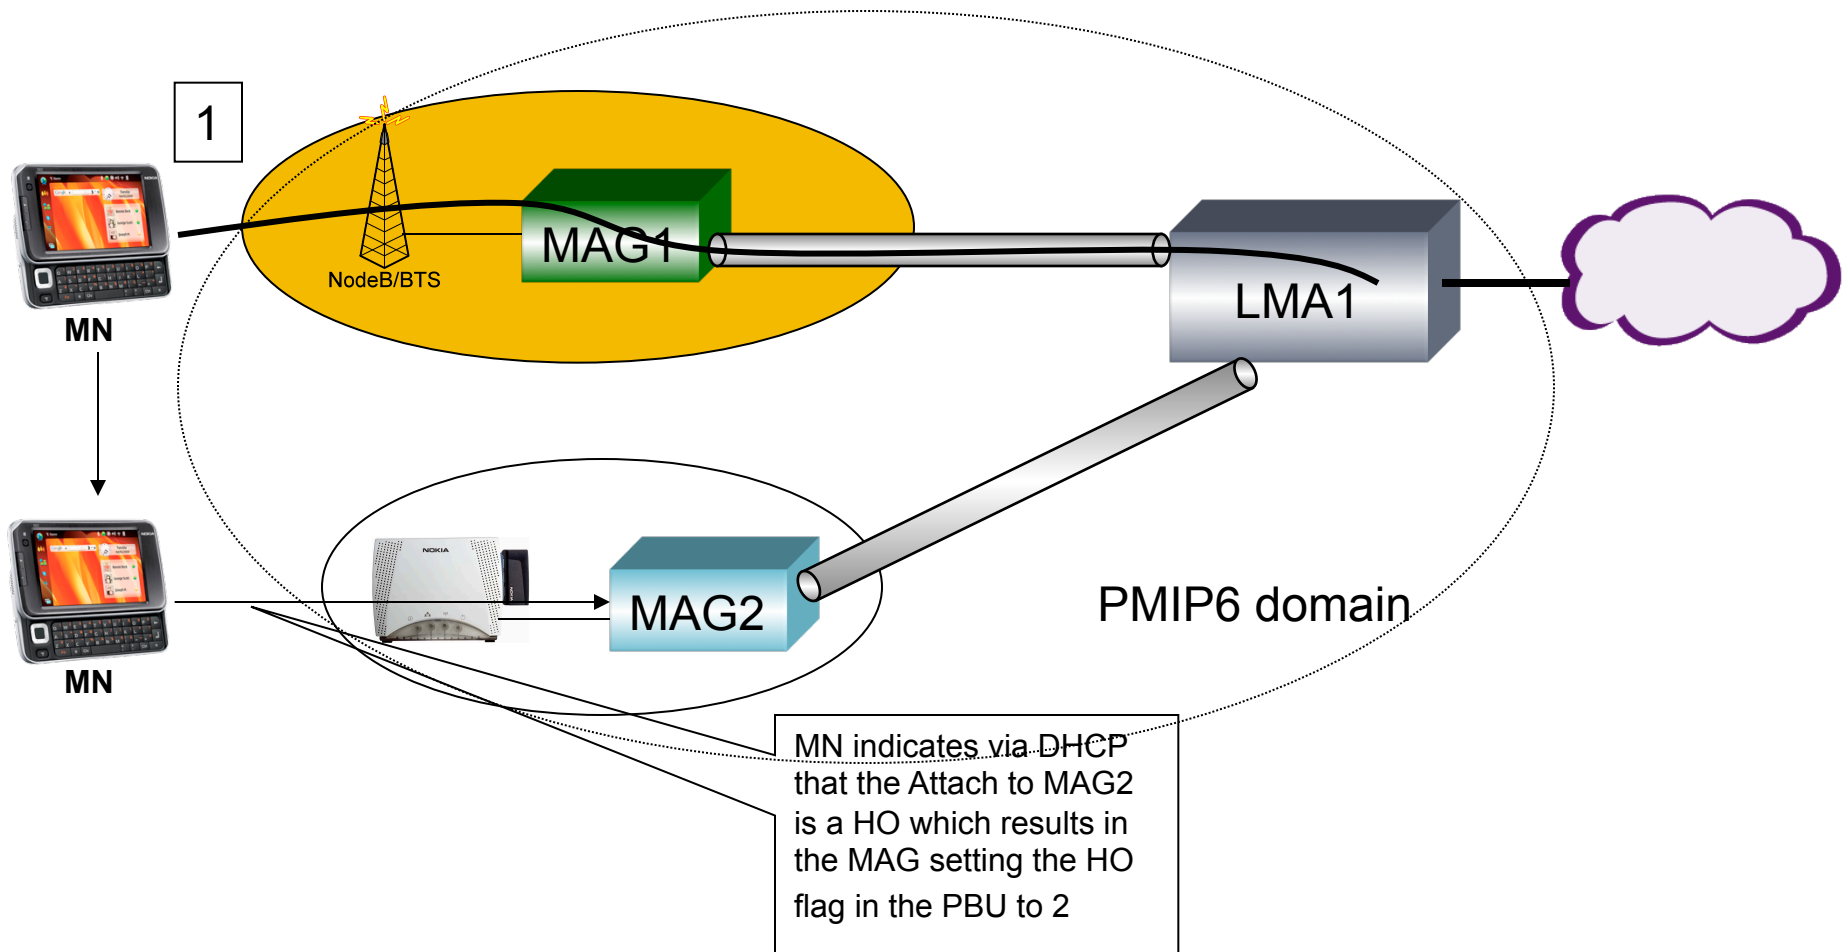 1
NodeB/BTS
MAG1
LMA1
MN
NOKIA
MAG2
PMIP6 domain
MN
MN indicates via DHCP
that the Attach to MAG2
is a HO which results in
the MAG setting the HO
flag in the PBU to 2